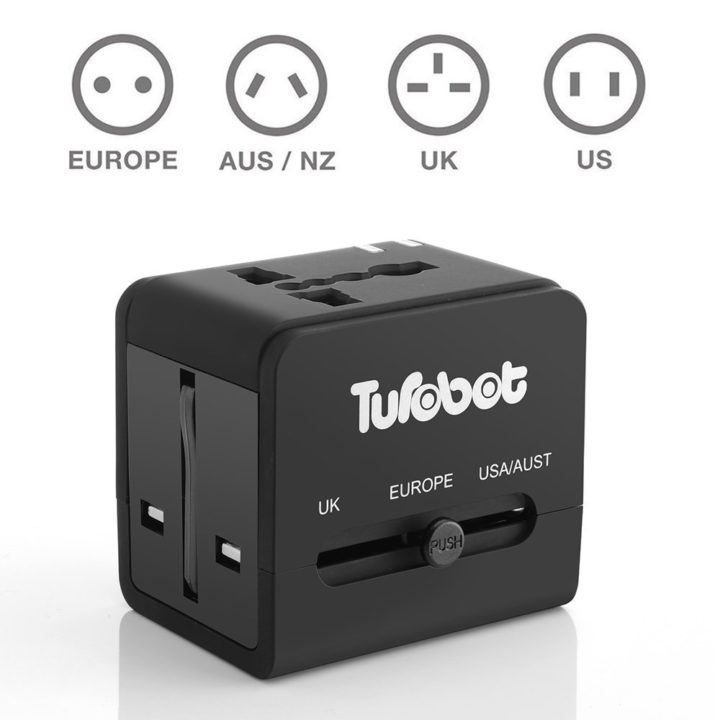 EUROPE
AUS / NZ
UK
US
Turobot
UK
EUROPE
USA/AUST
PUSH